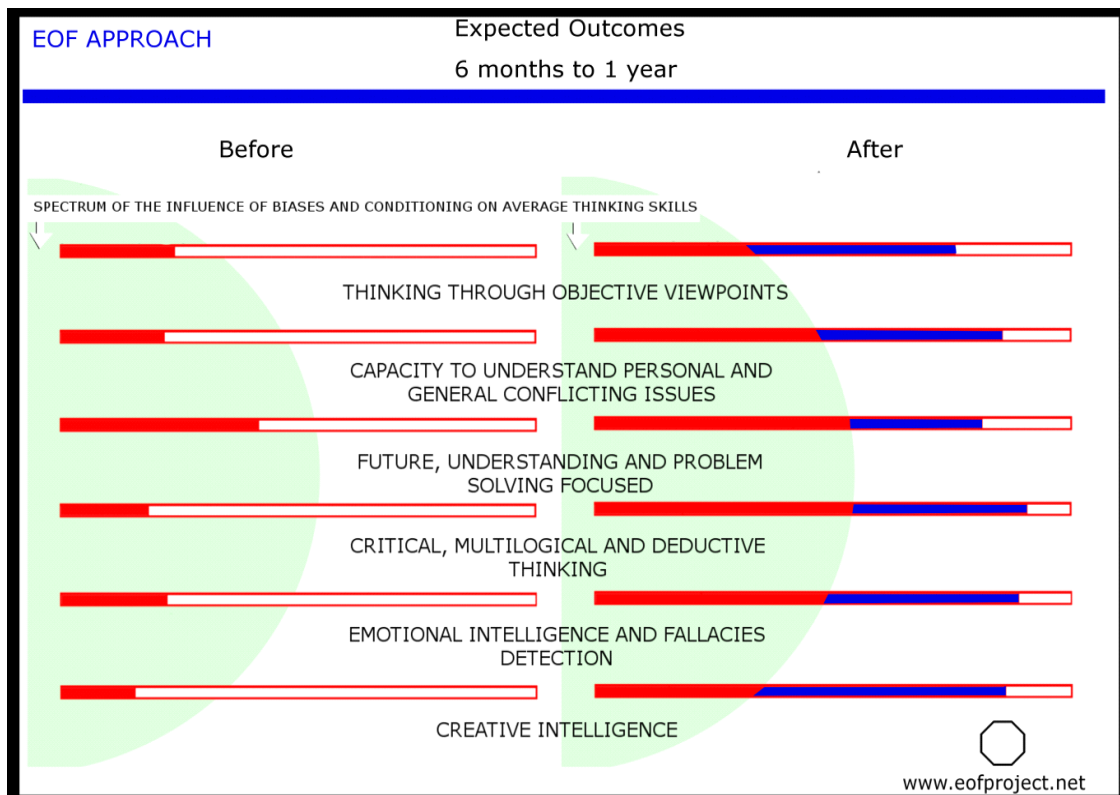 EOF APPROACH
Expected Outcomes
6 months to 1 year
Before
After
SPECTRUM OF THE INFLUENCE OF BIASES AND CONDITIONING ON AVERAGE THINKING SKILLS
THINKING THROUGH OBJECTIVE VIEWPOINTS
CAPACITY TO UNDERSTAND PERSONAL AND
GENERAL CONFLICTING ISSUES
FUTURE, UNDERSTANDING AND PROBLEM
SOLVING FOCUSED
CRITICAL, MULTILOGICAL AND DEDUCTIVE
THINKING
EMOTIONAL INTELLIGENCE AND FALLACIES
DETECTION
CREATIVE INTELLIGENCE
www.eofproject.net